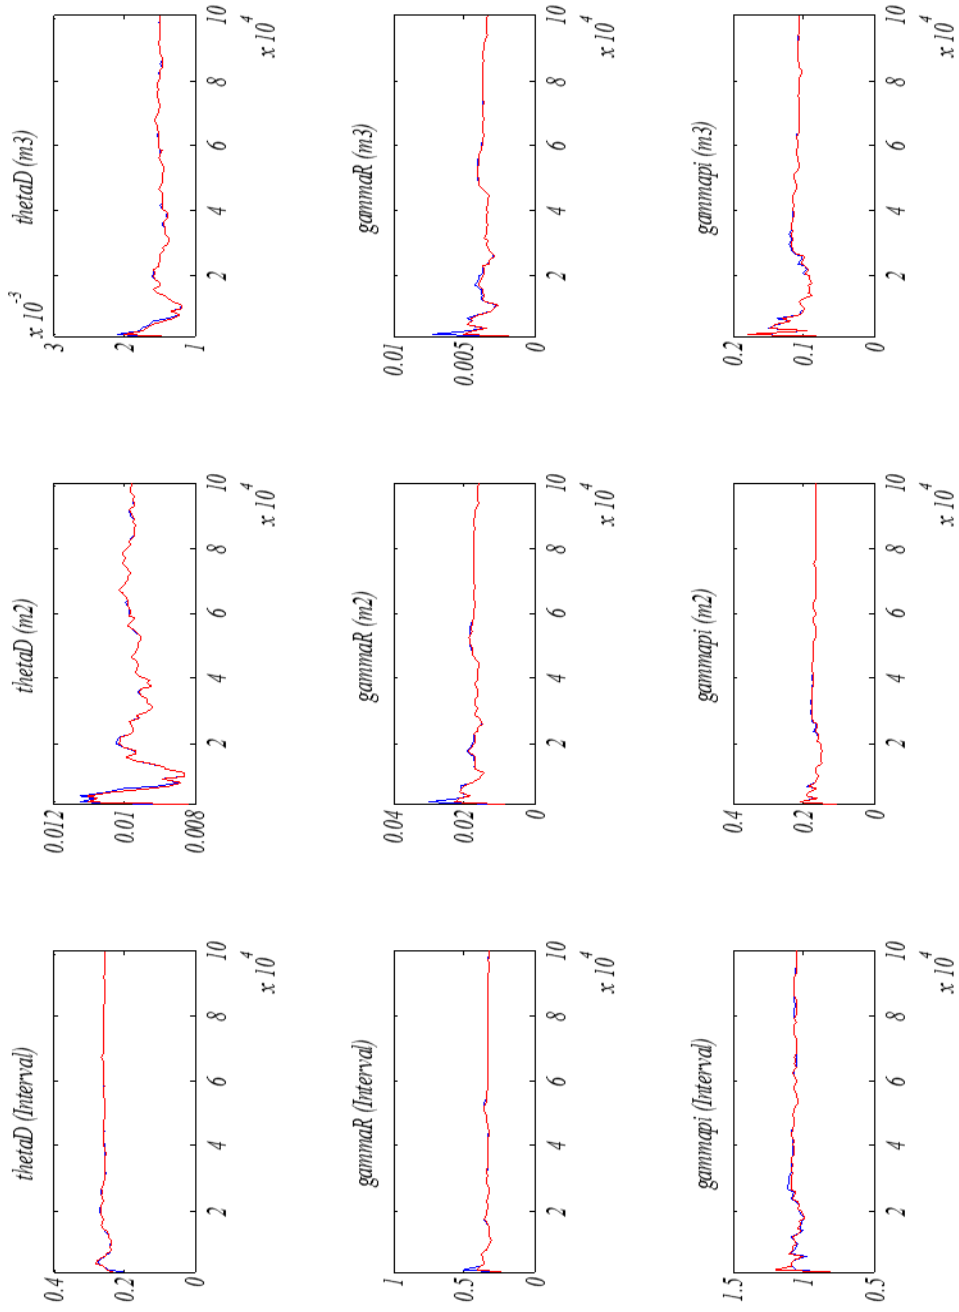 thetaD (Interval)
0.4
0.2
0
2 4 6 8 10
x 10^4
thetaD (m2)
0.012
0.01
0.008
2 4 6 8 10
x 10^4
x 10^-3
thetaD (m3)
3
2
1
2 4 6 8 10
x 10^4
gammaR (Interval)
1
0.5
0
2 4 6 8 10
x 10^4
gammaR (m2)
0.04
0.02
0
2 4 6 8 10
x 10^4
gammaR (m3)
0.01
0.005
0
2 4 6 8 10
x 10^4
gammapi (Interval)
1.5
1
0.5
2 4 6 8 10
x 10^4
gammapi (m2)
0.4
0.2
0
2 4 6 8 10
x 10^4
gammapi (m3)
0.2
0.1
0
2 4 6 8 10
x 10^4